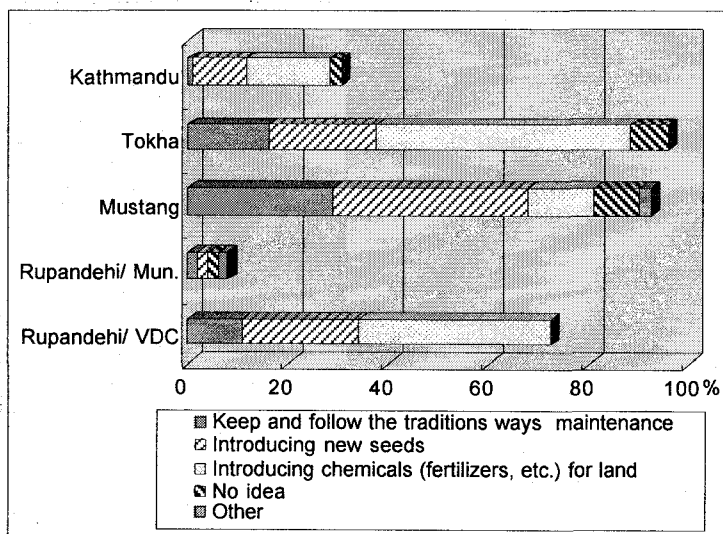 Kathmandu
Tokha
Mustang
Rupandehi/ Mun.
Rupandehi/ VDC
0 20 40 60 80 100 %
Keep and follow the traditions ways maintenance
Introducing new seeds
Introducing chemicals (fertilizers, etc.) for land
No idea
Other